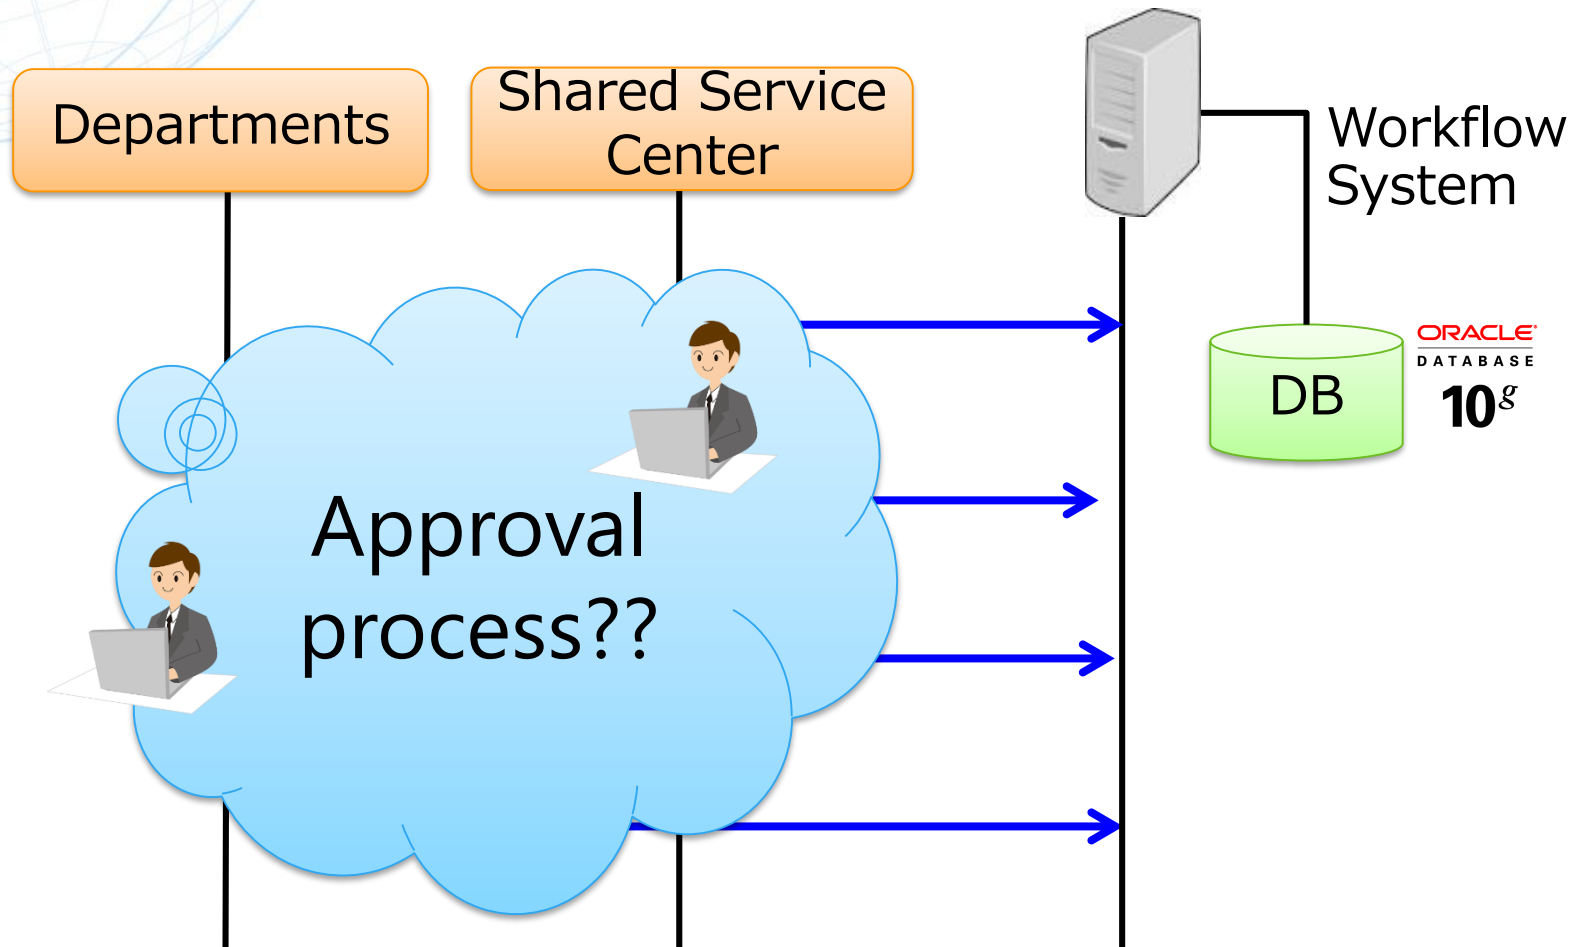 Departments
Shared Service
Center
Workflow
System
ORACLE
DATABASE
10g
DB
Approval
process??